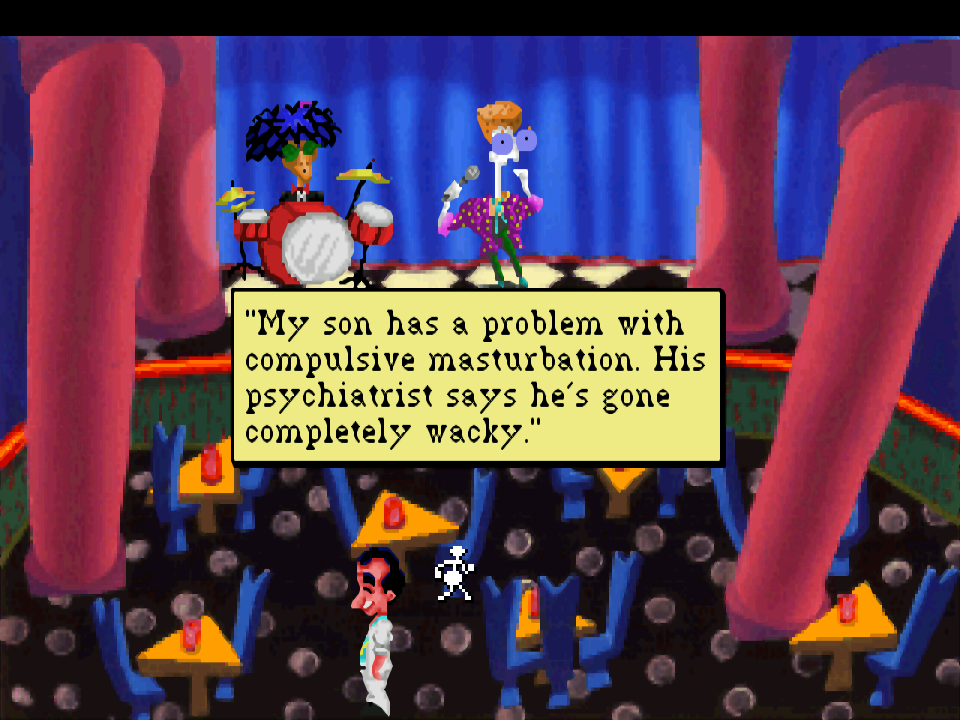 "My son has a problem with
compulsive masturbation. His
psychiatrist says he's gone
completely wacky."